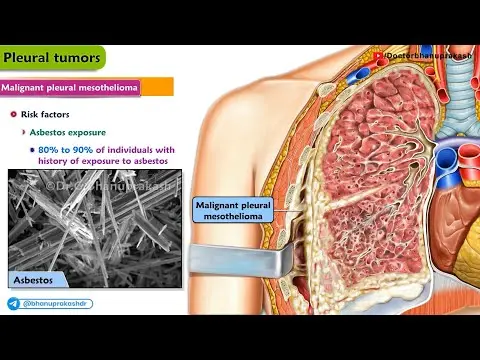 Pleural tumors
/Doctorbhanuprakash
Malignant pleural mesothelioma
Risk factors
Asbestos exposure
80% to 90% of individuals with
history of exposure to asbestos
Malignant pleural
mesothelioma
Asbestos
@bhanuprakashdr